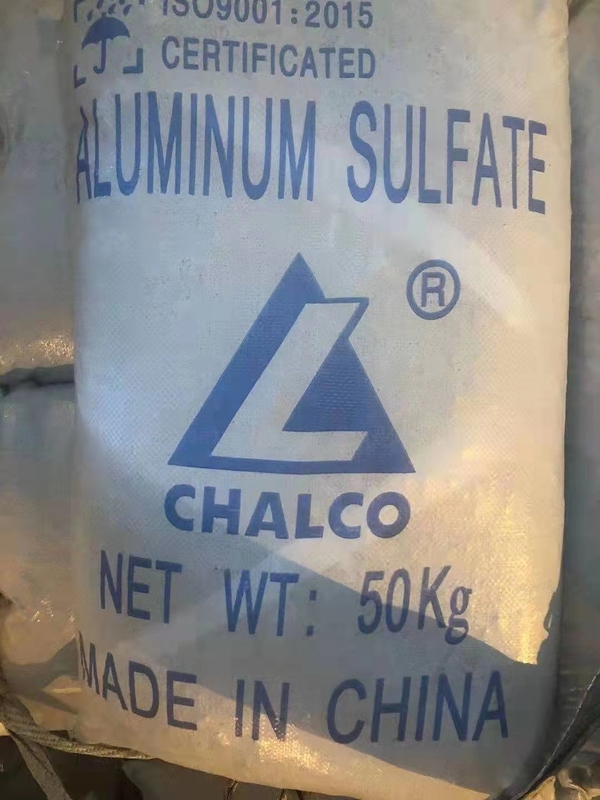 ISO9001:2015
CERTIFICATED
ALUMINUM SULFATE
®
CHALCO
NET WT: 50Kg
MADE IN CHINA